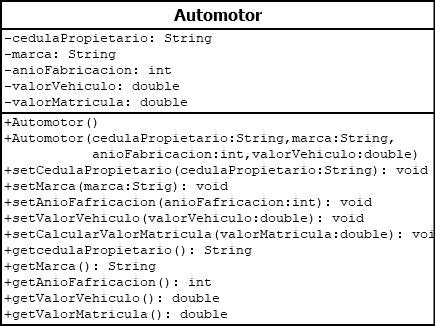 Automotor
-cedulaPropietario: String
-marca: String
-anioFabricacion: int
-valorVehiculo: double
-valorMatricula: double
+Automotor()
+Automotor(cedulaPropietario:String,marca:String,
anioFabricacion:int,valorVehiculo:double)
+setCedulaPropietario(cedulaPropietario:String): void
+setMarca(marca:Strig): void
+setAnioFafricacion(anioFafricacion:int): void
+setValorVehiculo(valorVehiculo:double): void
+setCalcularValorMatricula(valorMatricula:double): voi
+getcedulaPropietario(): String
+getMarca(): String
+getAnioFafricacion(): int
+getValorVehiculo(): double
+getValorMatricula(): double